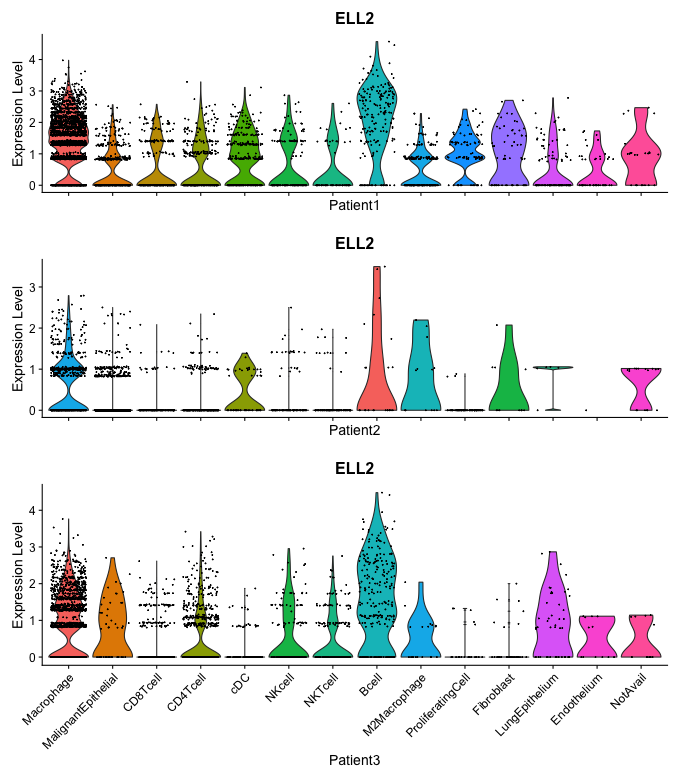 ELL2
Expression Level
4
3
2
1
0
Patient1
ELL2
Expression Level
3
2
1
0
Patient2
ELL2
Expression Level
4
3
2
1
0
Macrophage
MalignantEpithelial
CD8Tcell
CD4Tcell
cDC
NKcell
NKTcell
Bcell
M2Macrophage
ProliferatingCell
Fibroblast
LungEpithelium
Endothelium
NotAvail
Patient3